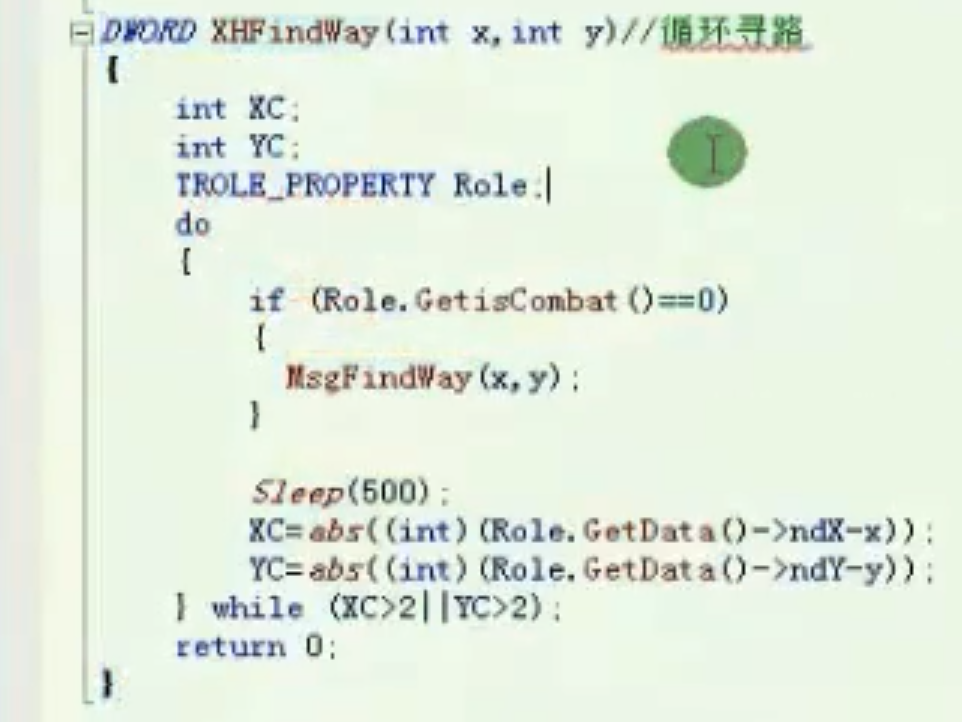 DWORD XHFindWay(int x,int y)//循环寻路
{
    int XC;
    int YC;
    TROLE_PROPERTY Role;
    do
    {
        if (Role.GetisCombat()==0)
        {
          MsgFindWay(x,y);
        }
        Sleep(500);
        XC=abs((int)(Role.GetData()->ndX-x));
        YC=abs((int)(Role.GetData()->ndY-y));
    } while (XC>2||YC>2);
    return 0;
}